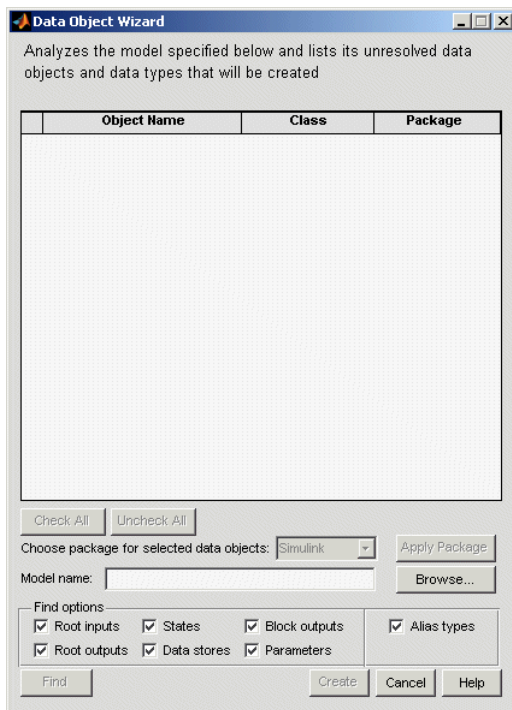 Data Object Wizard
Analyzes the model specified below and lists its unresolved data
objects and data types that will be created
Object Name Class Package
Check All Uncheck All
Choose package for selected data objects: Simulink Apply Package
Model name: Browse...
Find options
Root inputs States Block outputs Alias types
Root outputs Data stores Parameters
Find Create Cancel Help